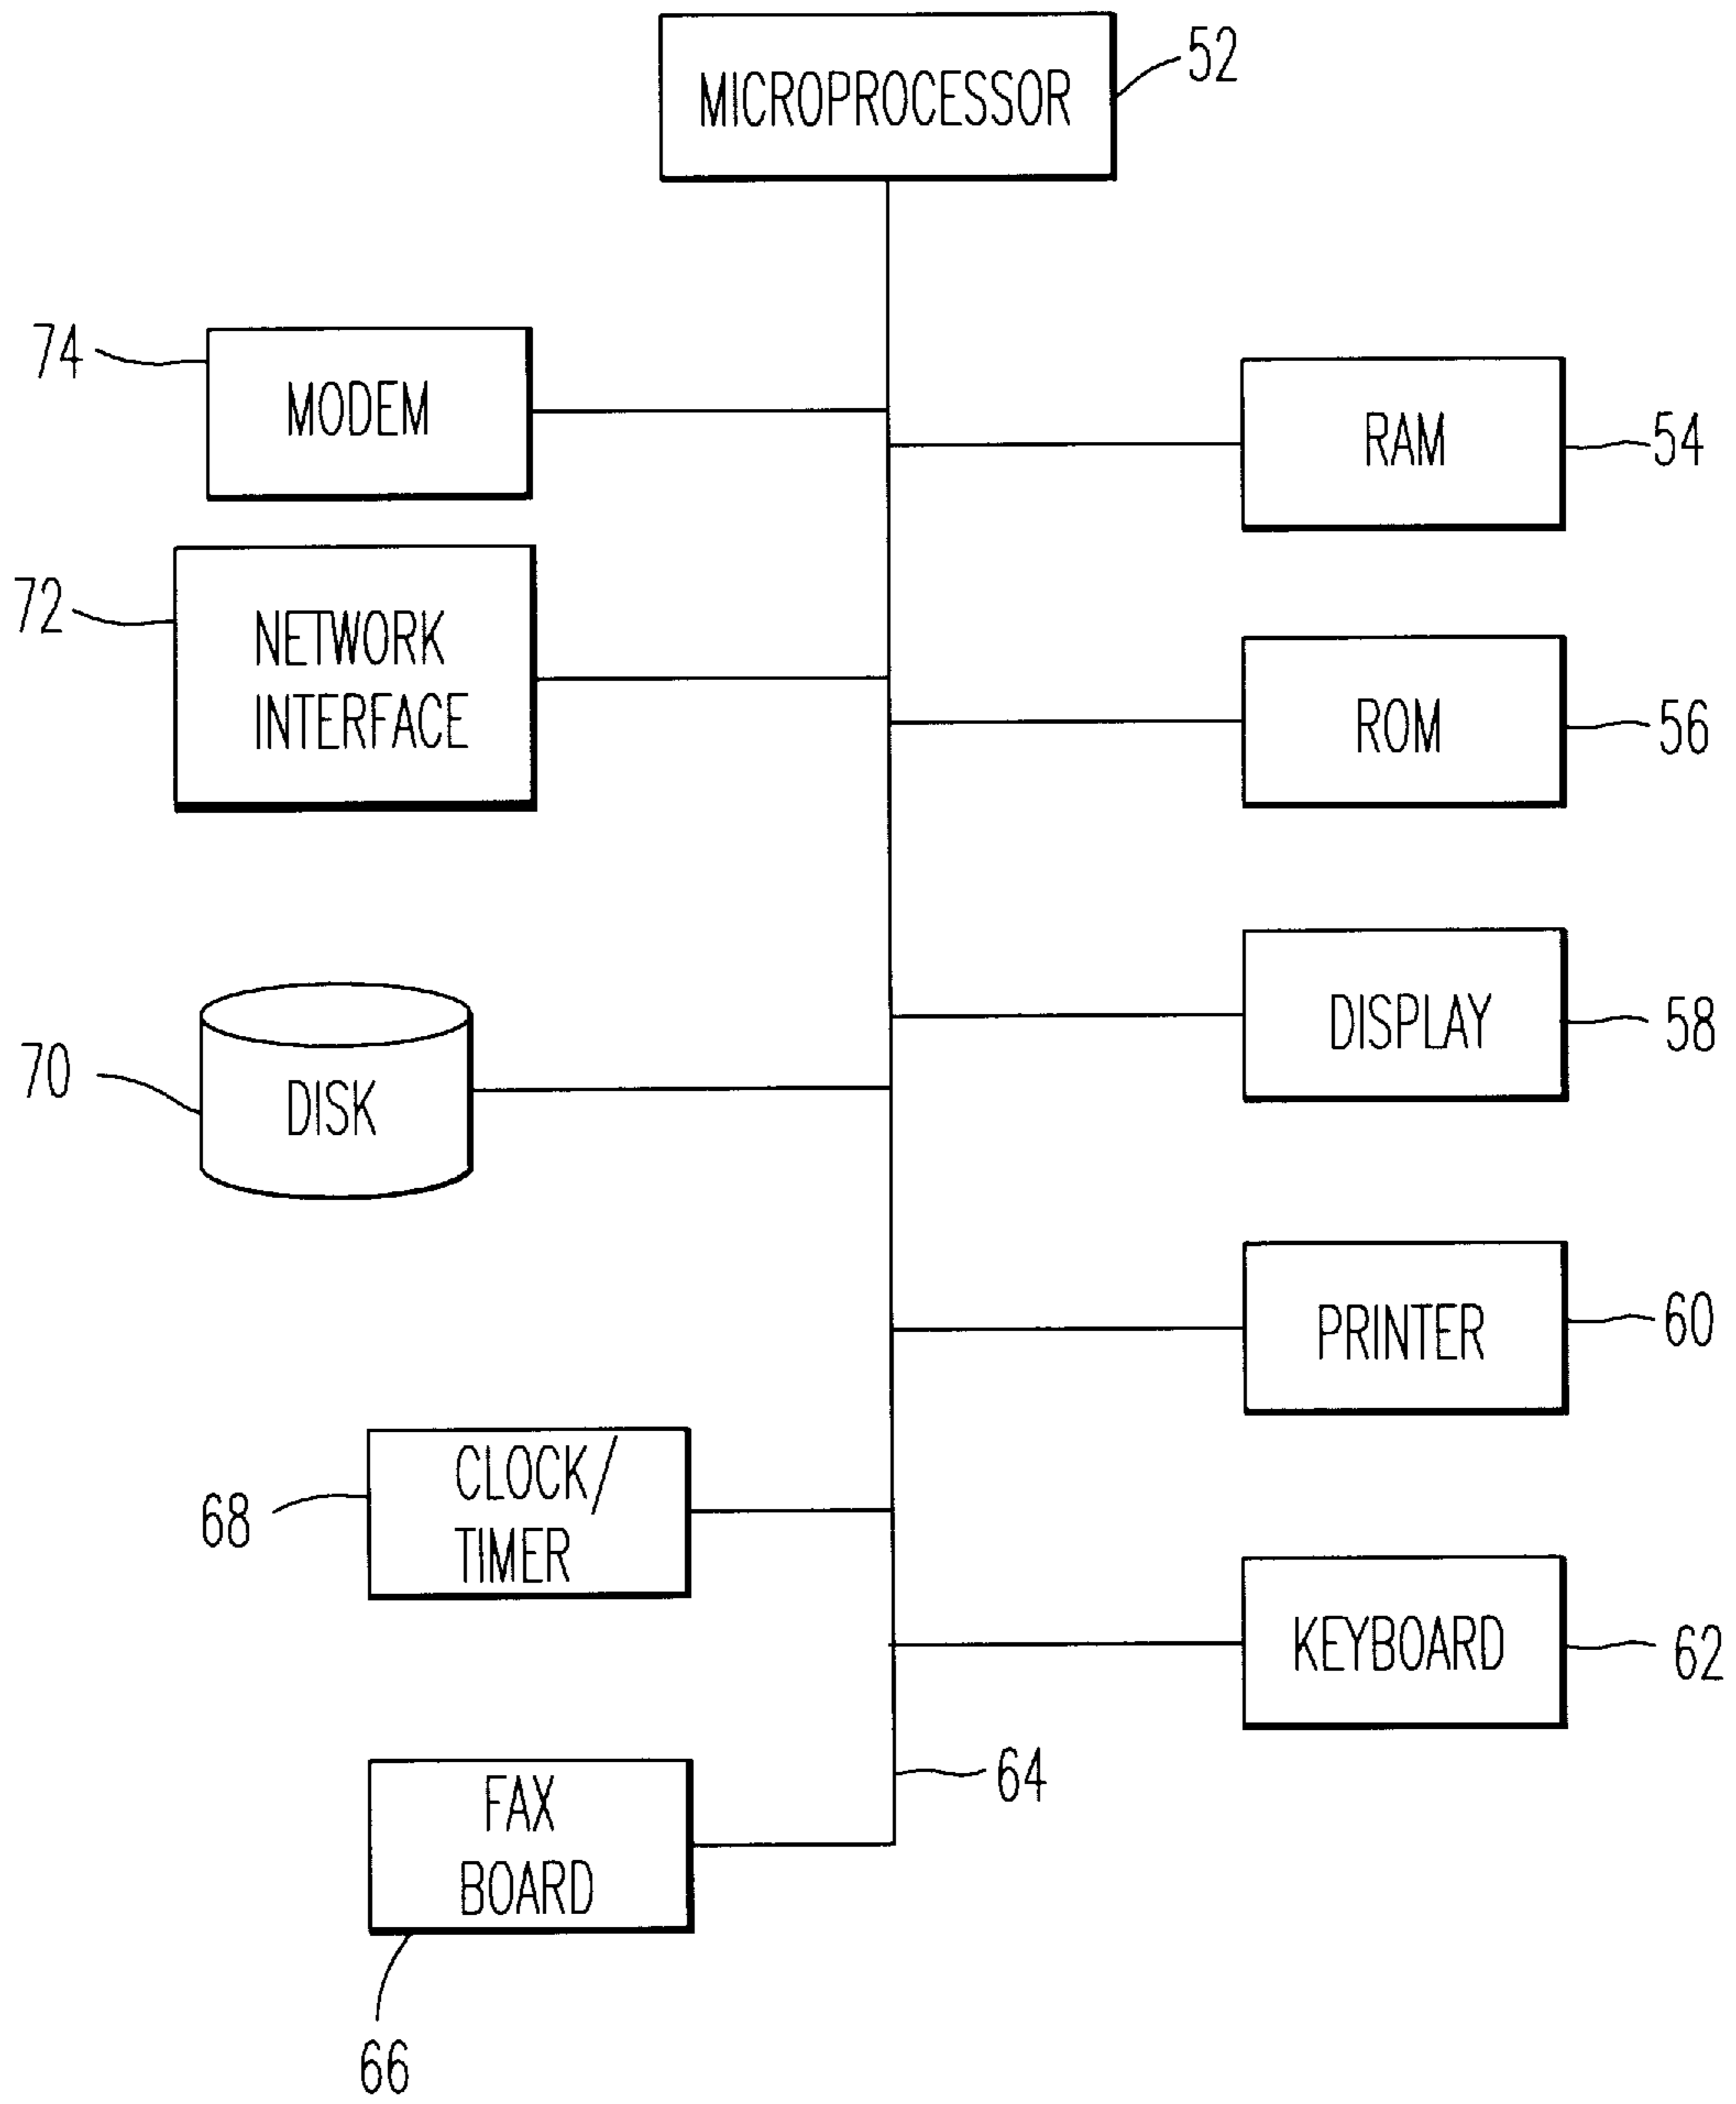 MICROPROCESSOR
52
74
MODEM
RAM
54
72
NETWORK
INTERFACE
ROM
56
DISPLAY
58
70
DISK
PRINTER
60
68
CLOCK/
TIMER
KEYBOARD
62
64
FAX
BOARD
66